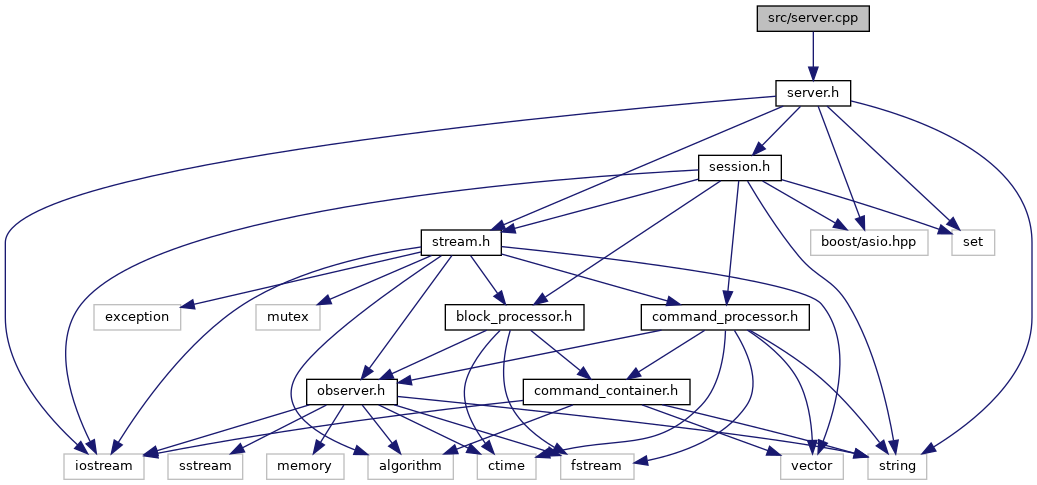 src/server.cpp
server.h
session.h
stream.h
boost/asio.hpp
set
exception
mutex
block_processor.h
command_processor.h
observer.h
command_container.h
iostream
sstream
memory
algorithm
ctime
fstream
vector
string